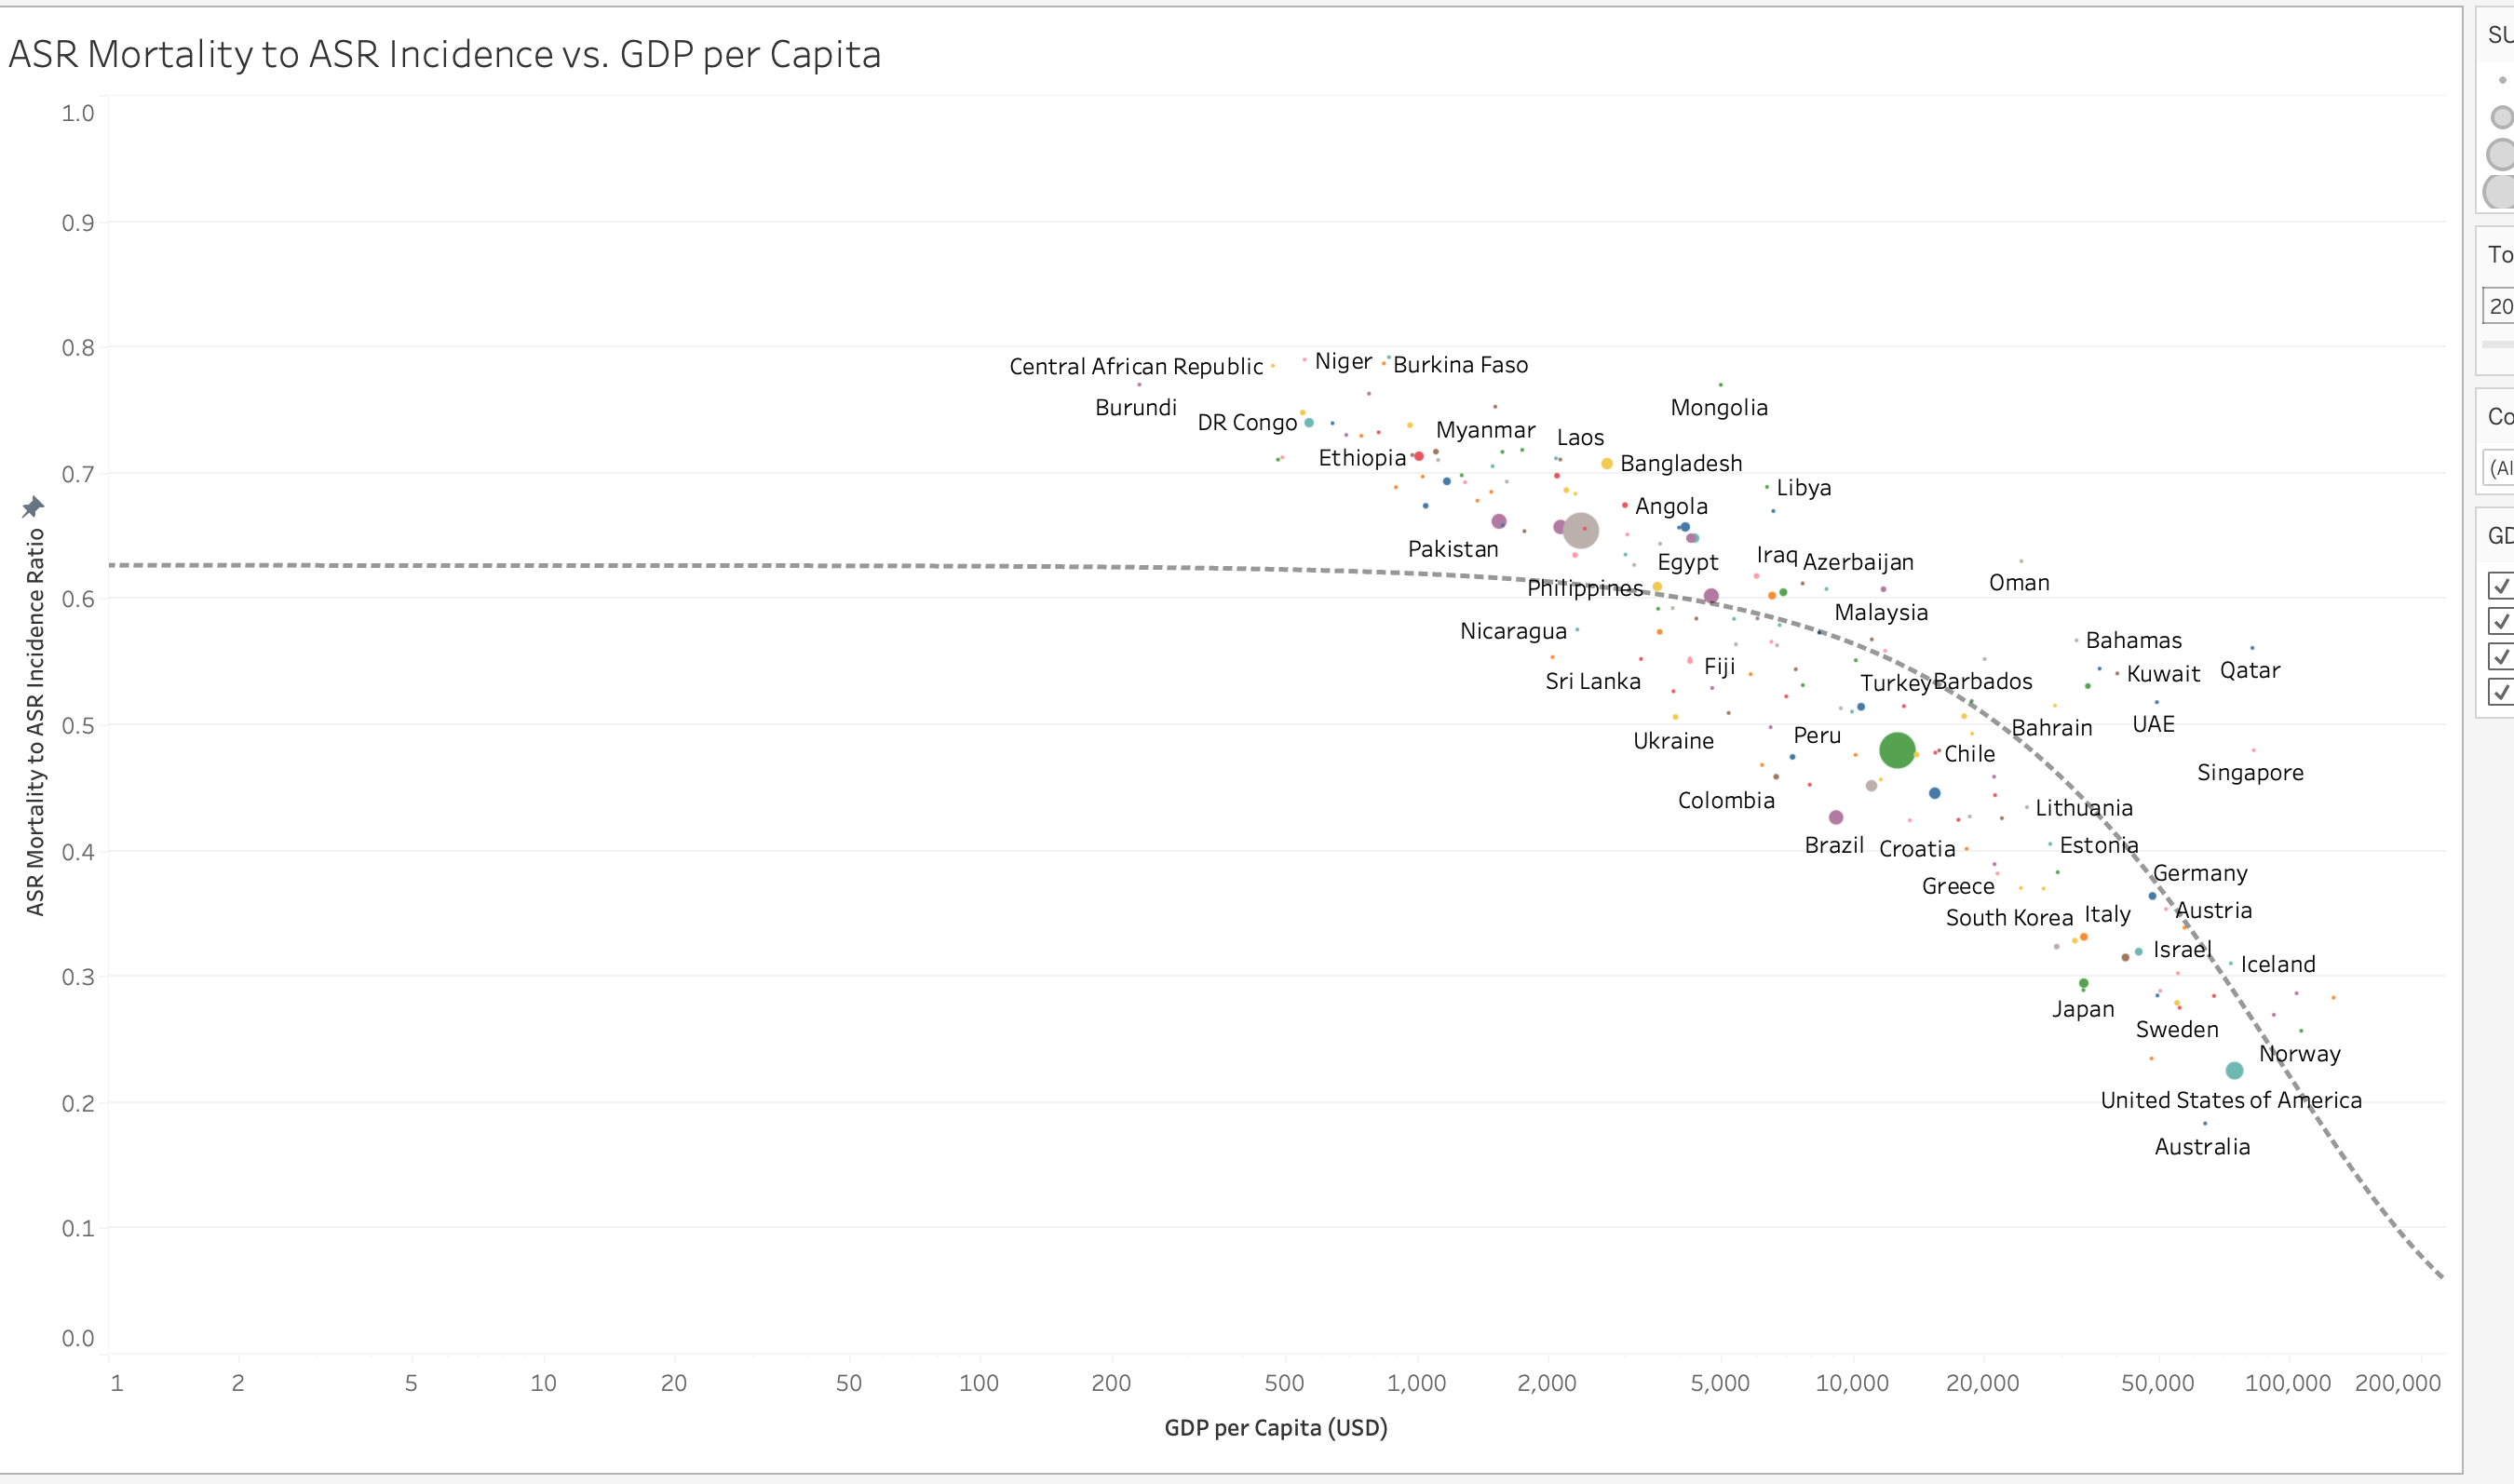 ASR Mortality to ASR Incidence vs. GDP per Capita
SU
1.0
0.9
To
20
0.8
Central African Republic
Niger
Burkina Faso
Burundi
Mongolia
Co
DR Congo
Myanmar
Laos
0.7
Ethiopia
Bangladesh
(Al
Libya
Angola
GD
Pakistan
Egypt
Iraq
Azerbaijan
Oman
0.6
Philippines
Malaysia
Nicaragua
Bahamas
Sri Lanka
Fiji
Turkey
Barbados
Kuwait
Qatar
0.5
Ukraine
Peru
Bahrain
UAE
Chile
Singapore
Colombia
Lithuania
0.4
Brazil
Croatia
Estonia
Greece
Germany
South Korea
Italy
Austria
Israel
Iceland
0.3
Japan
Sweden
Norway
0.2
United States of America
Australia
0.1
0.0
ASR Mortality to ASR Incidence Ratio
1 2 5 10 20 50 100 200 500 1,000 2,000 5,000 10,000 20,000 50,000 100,000 200,000
GDP per Capita (USD)